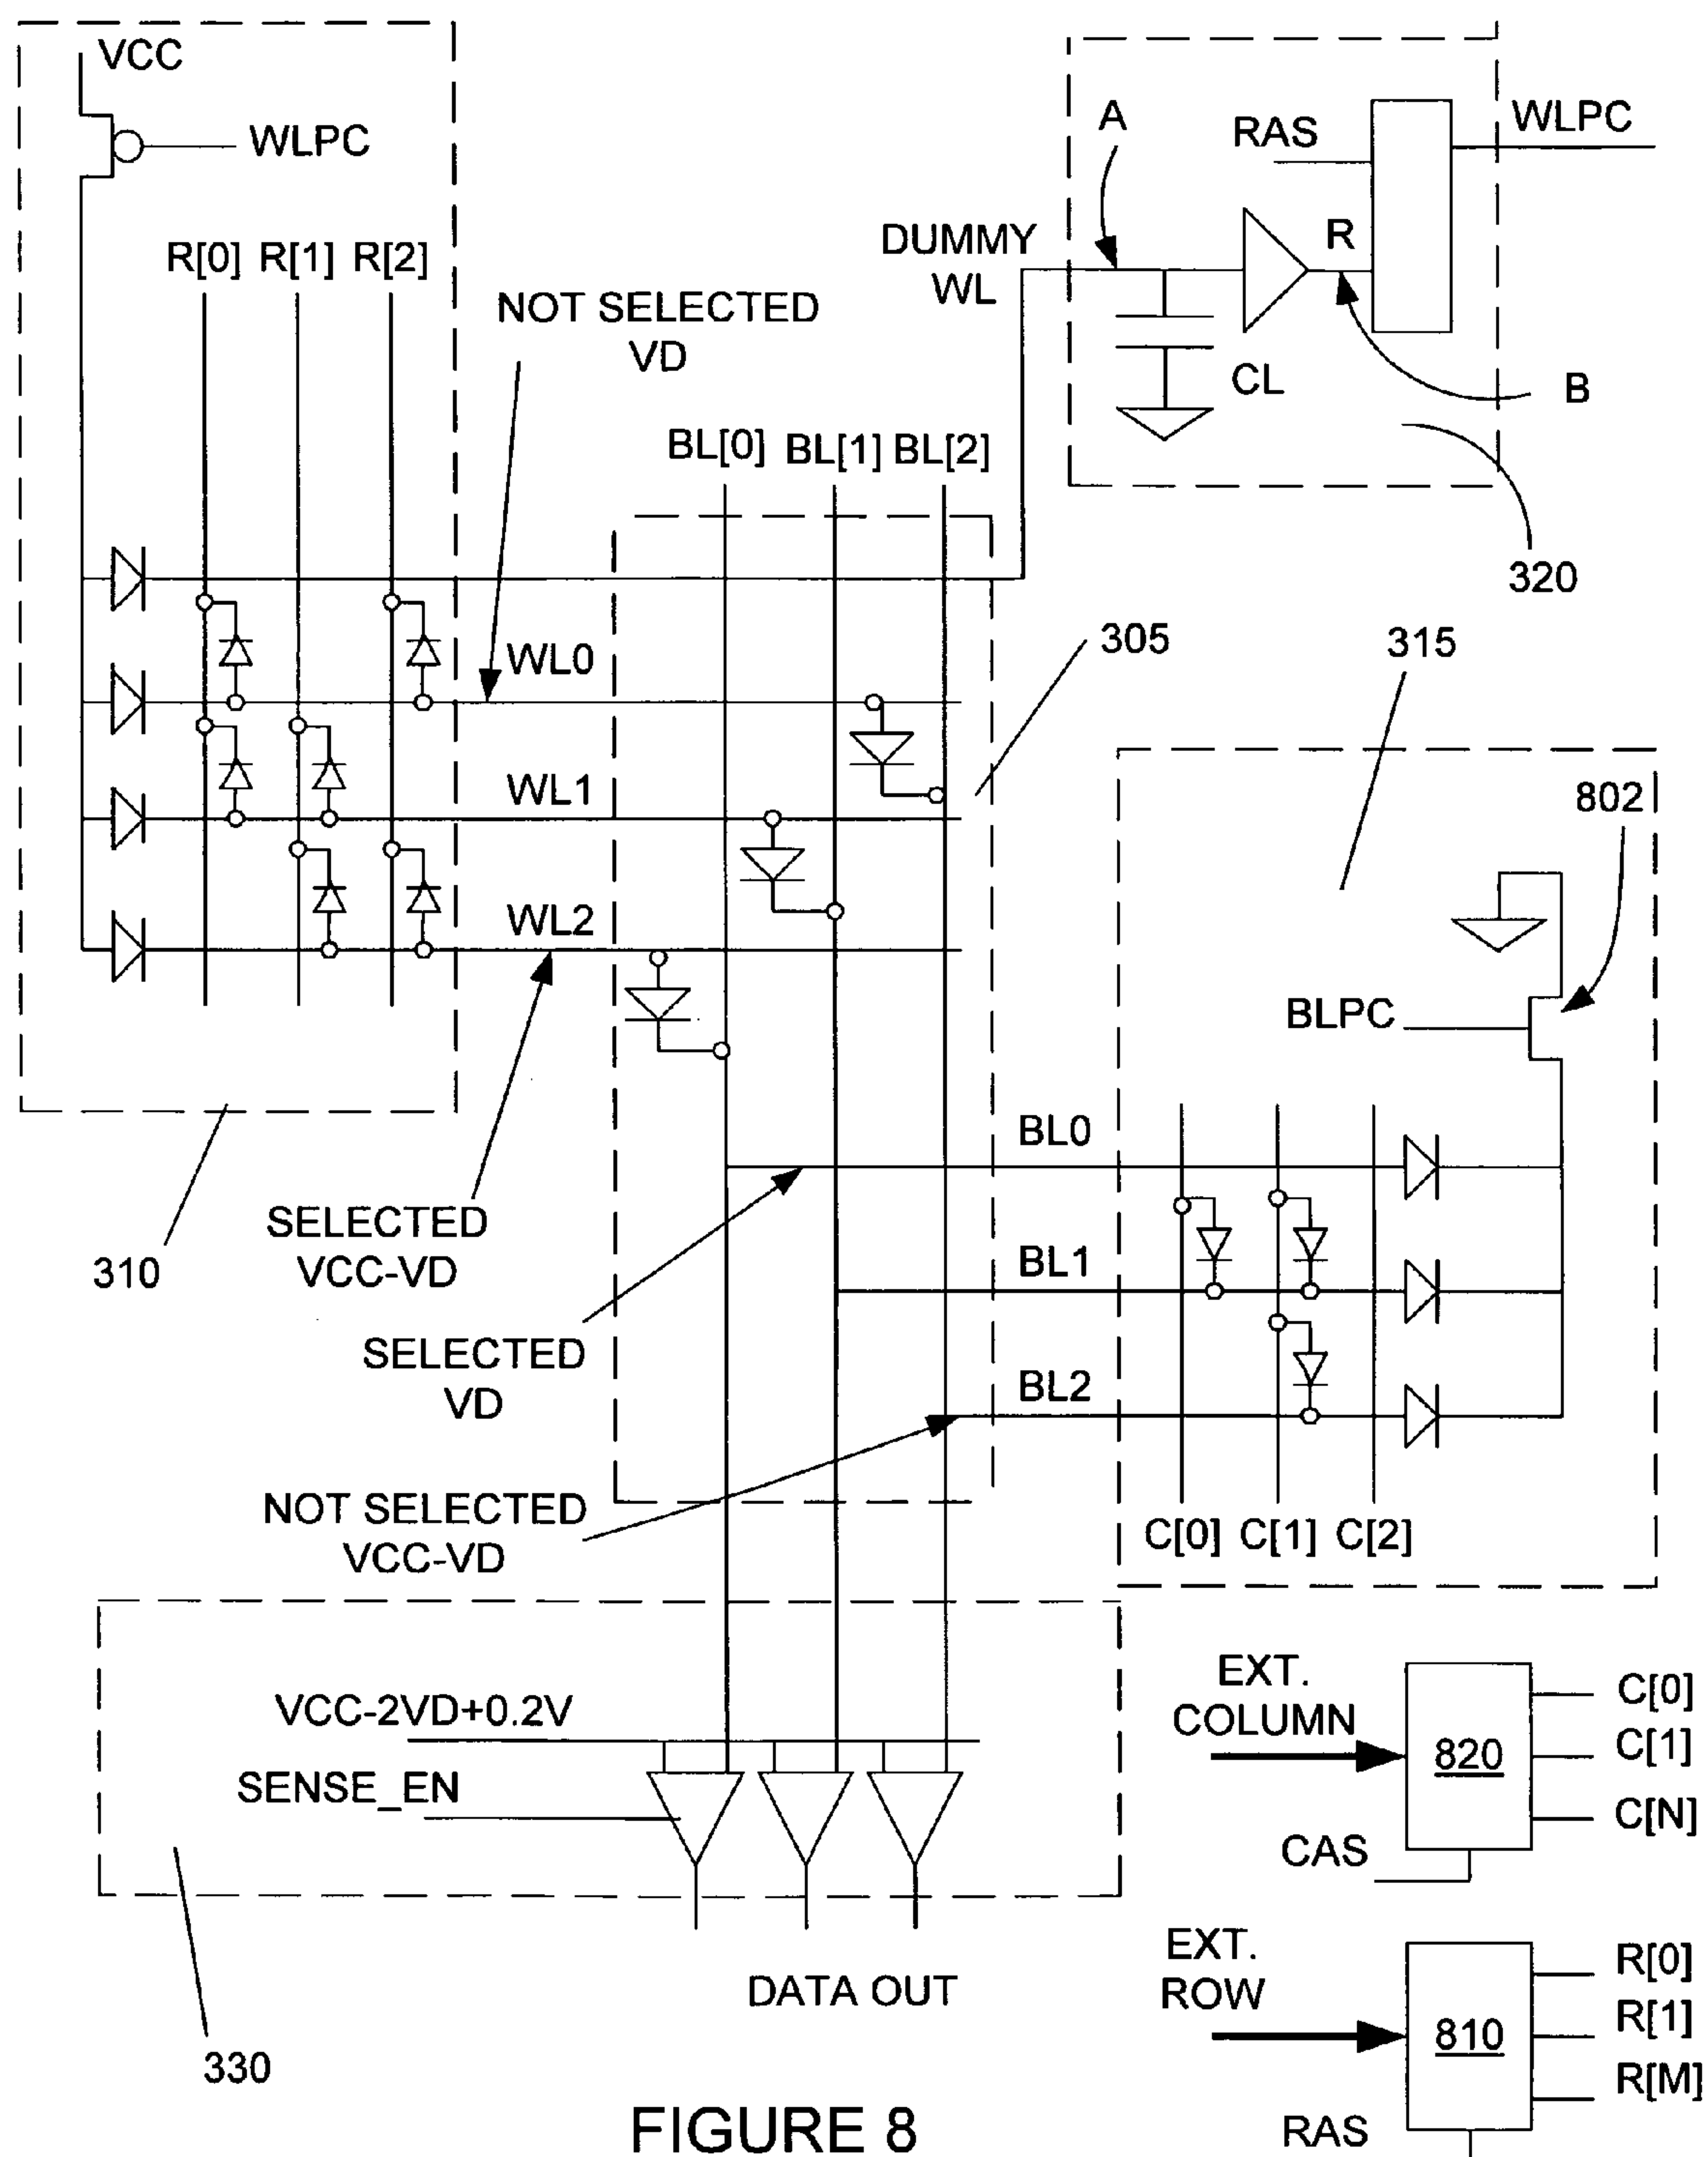 VCC
WLPC
R[0] R[1] R[2]
NOT SELECTED
VD
DUMMY
WL
A
RAS
WLPC
R
CL
B
320
BL[0] BL[1] BL[2]
WL0
305
WL1
WL2
315
802
BLPC
310
SELECTED
VCC-VD
SELECTED
VD
NOT SELECTED
VCC-VD
BL0
BL1
BL2
C[0] C[1] C[2]
VCC-2VD+0.2V
SENSE_EN
DATA OUT
330
EXT.
COLUMN
820
C[0]
C[1]
C[N]
CAS
EXT.
ROW
810
R[0]
R[1]
R[M]
RAS
FIGURE 8